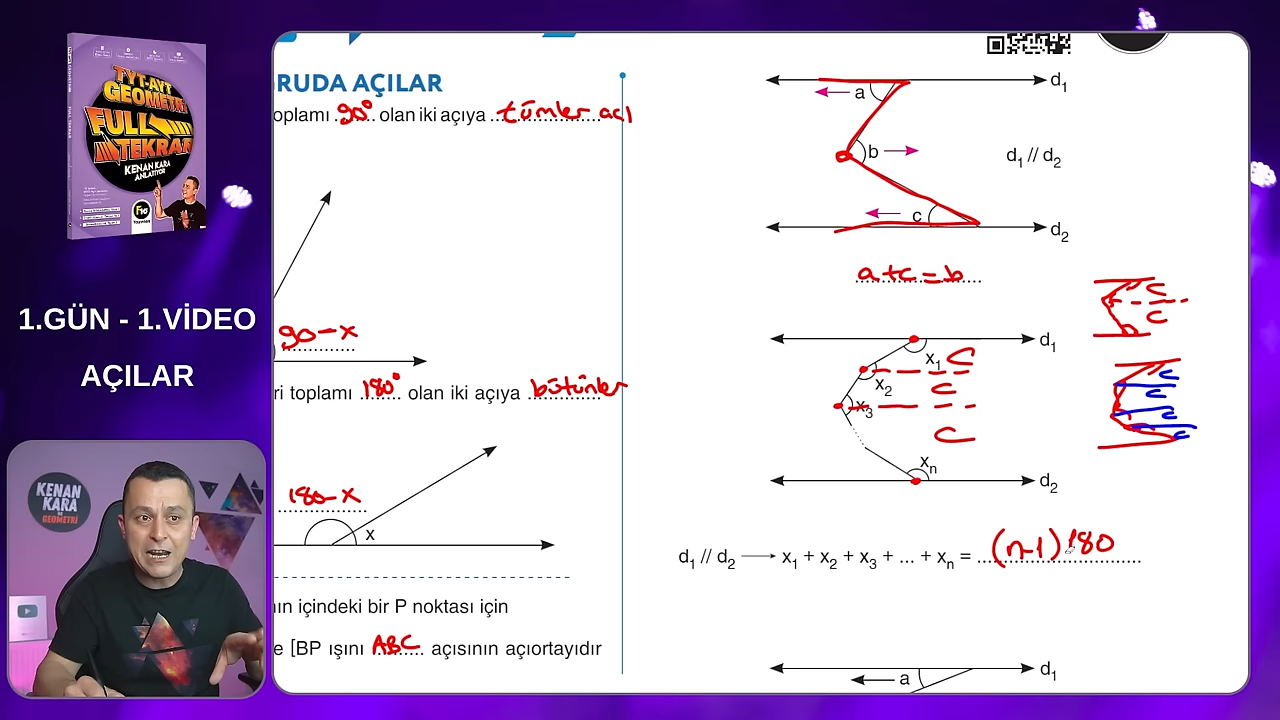 TYT-AYT
GEOMETRİ
FULL
TEKRAR
KENAN KARA
ANLATIYOR
Yayınları
1.GÜN - 1.VİDEO
AÇILAR
KENAN
KARA
GEOMETRİ
RUDA AÇILAR
oplamı 90° olan iki açıya tümler açı
90-x
ri toplamı 180° olan iki açıya bütünler
180-x
x
nın içindeki bir P noktası için
e [BP ışını ABC açısının açıortayıdır
d₁
a
b
d₁ // d₂
c
d₂
a+c=b
d₁
x₁
x₂
x₃
xₙ
d₂
d₁ // d₂ → x₁ + x₂ + x₃ + ... + xₙ = (n-1)180
d₁
a